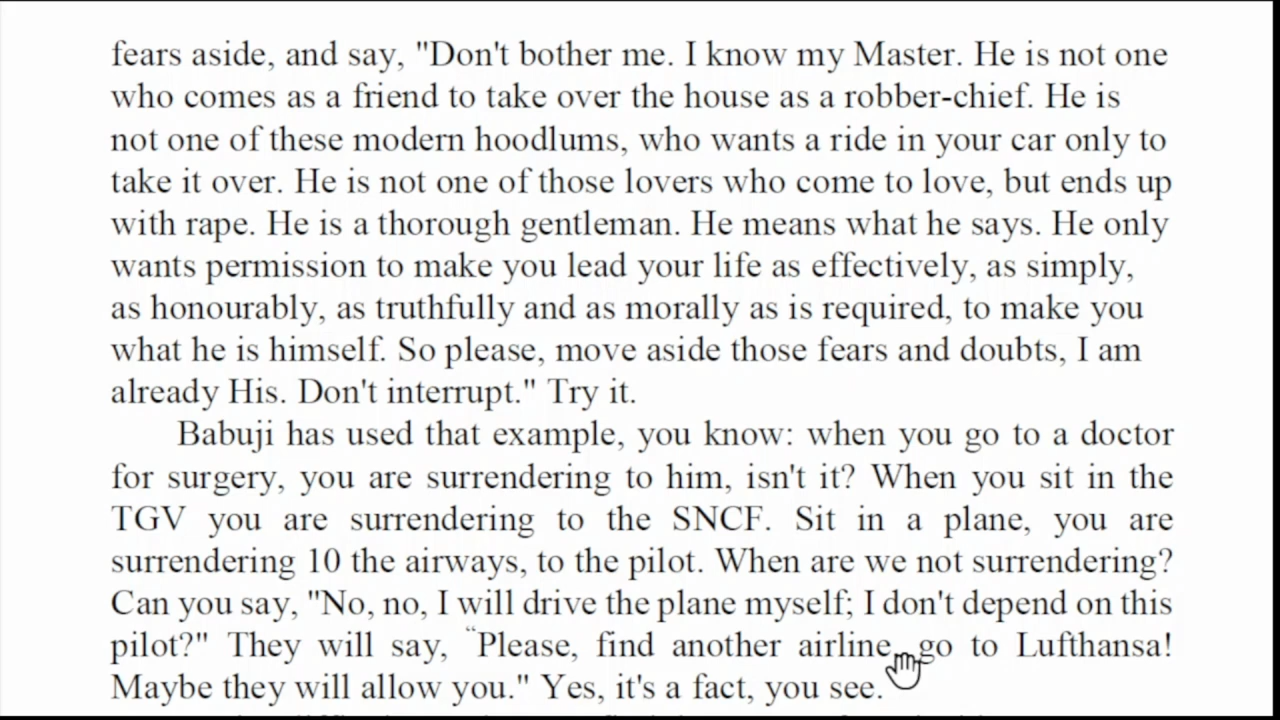 fears aside, and say, "Don't bother me. I know my Master. He is not one
who comes as a friend to take over the house as a robber-chief. He is
not one of these modern hoodlums, who wants a ride in your car only to
take it over. He is not one of those lovers who come to love, but ends up
with rape. He is a thorough gentleman. He means what he says. He only
wants permission to make you lead your life as effectively, as simply,
as honourably, as truthfully and as morally as is required, to make you
what he is himself. So please, move aside those fears and doubts, I am
already His. Don't interrupt." Try it.
Babuji has used that example, you know: when you go to a doctor
for surgery, you are surrendering to him, isn't it? When you sit in the
TGV you are surrendering to the SNCF. Sit in a plane, you are
surrendering 10 the airways, to the pilot. When are we not surrendering?
Can you say, "No, no, I will drive the plane myself; I don't depend on this
pilot?" They will say, “Please, find another airline, go to Lufthansa!
Maybe they will allow you." Yes, it's a fact, you see.